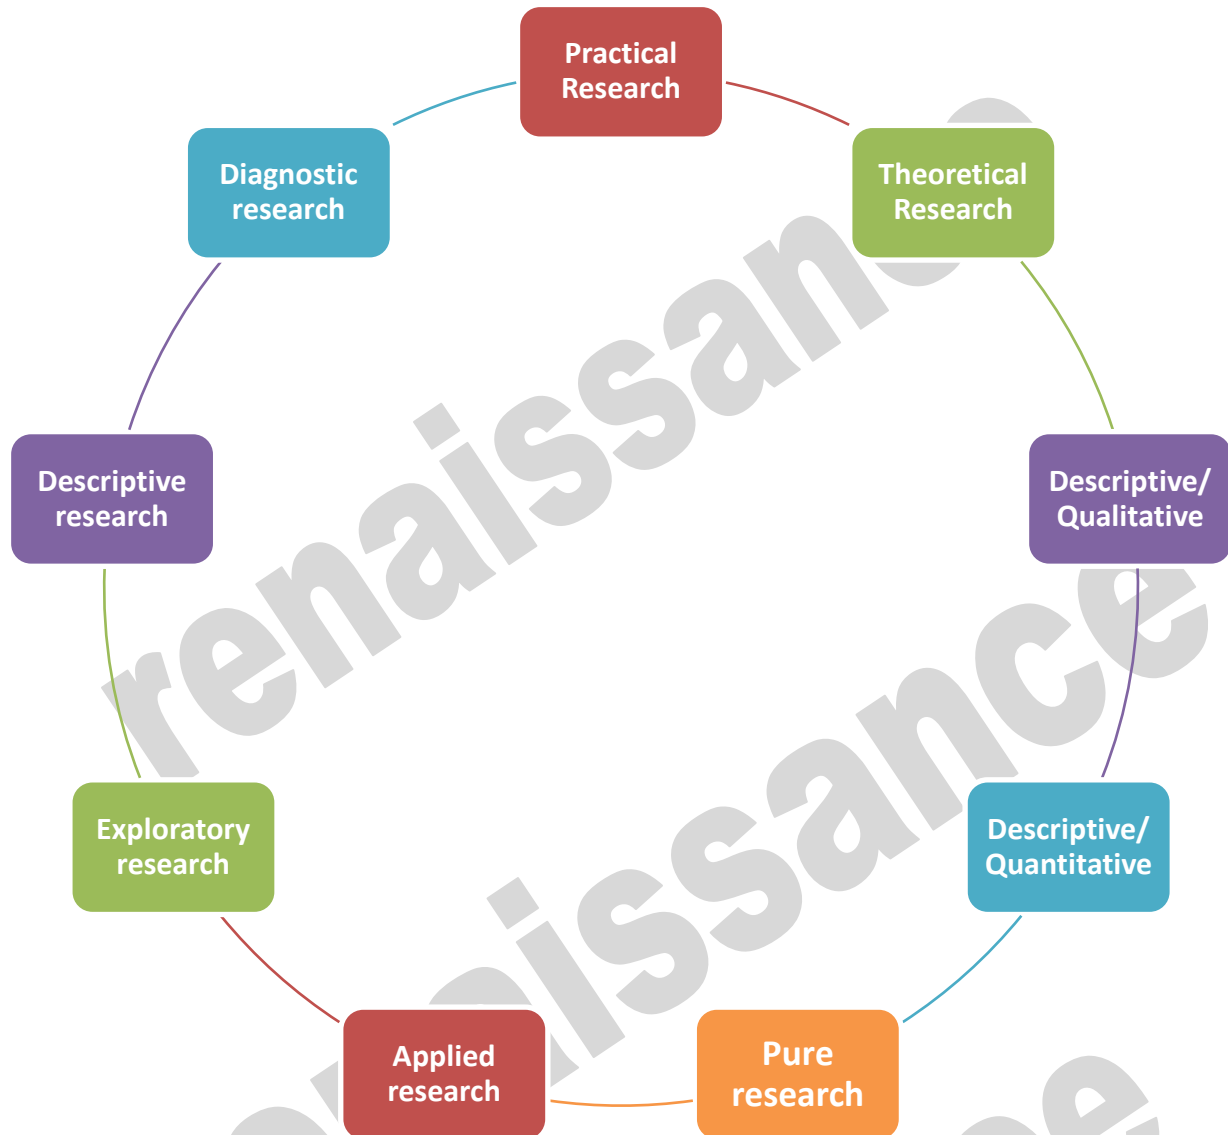 Practical
Research
Theoretical
Research
Descriptive/
Qualitative
Descriptive/
Quantitative
Pure
research
Applied
research
Exploratory
research
Descriptive
research
Diagnostic
research
renaissance
renaissance